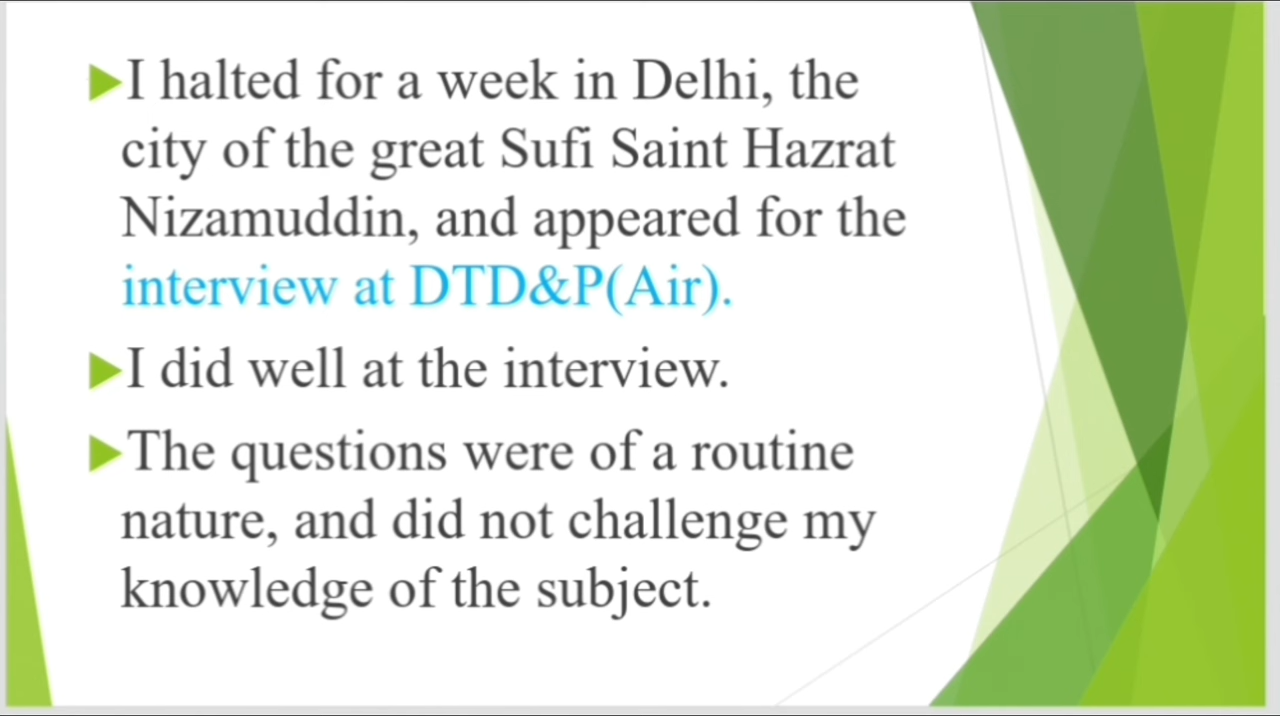 I halted for a week in Delhi, the
city of the great Sufi Saint Hazrat
Nizamuddin, and appeared for the
interview at DTD&P(Air).
I did well at the interview.
The questions were of a routine
nature, and did not challenge my
knowledge of the subject.